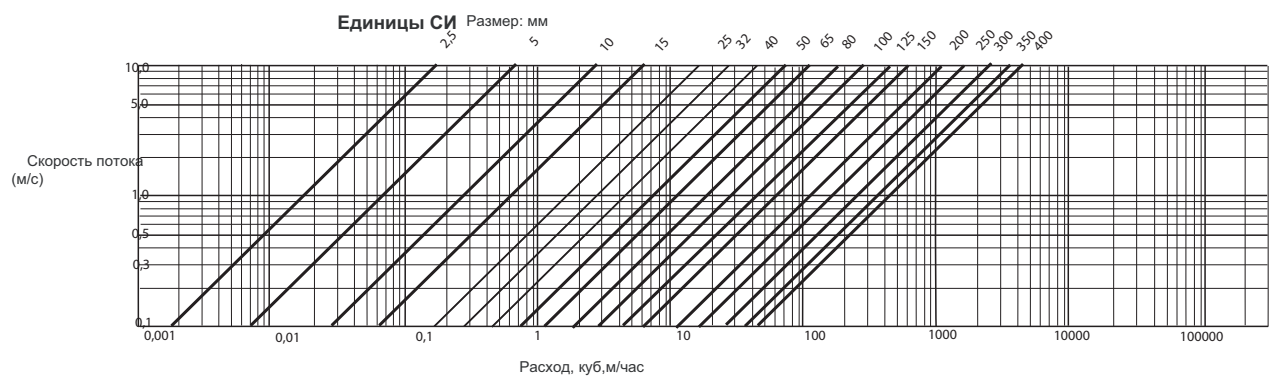 Единицы СИ Размер: мм
2,5 5 10 15 25 32 40 50 65 80 100 125 150 200 250 300 350 400
10,0
5,0
Скорость потока
(м/с)
1,0
0,5
0,3
0,1
0,001 0,01 0,1 1 10 100 1000 10000 100000
Расход, куб,м/час